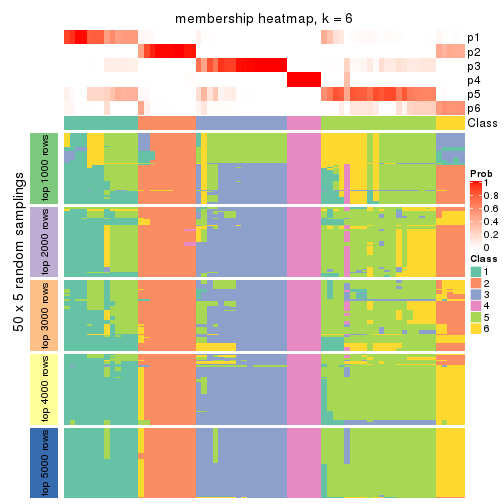 membership heatmap, k = 6
p1
p2
p3
p4
p5
p6
Class
50 x 5 random samplings
top 1000 rows
top 2000 rows
top 3000 rows
top 4000 rows
top 5000 rows
Prob
1
0.8
0.6
0.4
0.2
0
Class
1
2
3
4
5
6